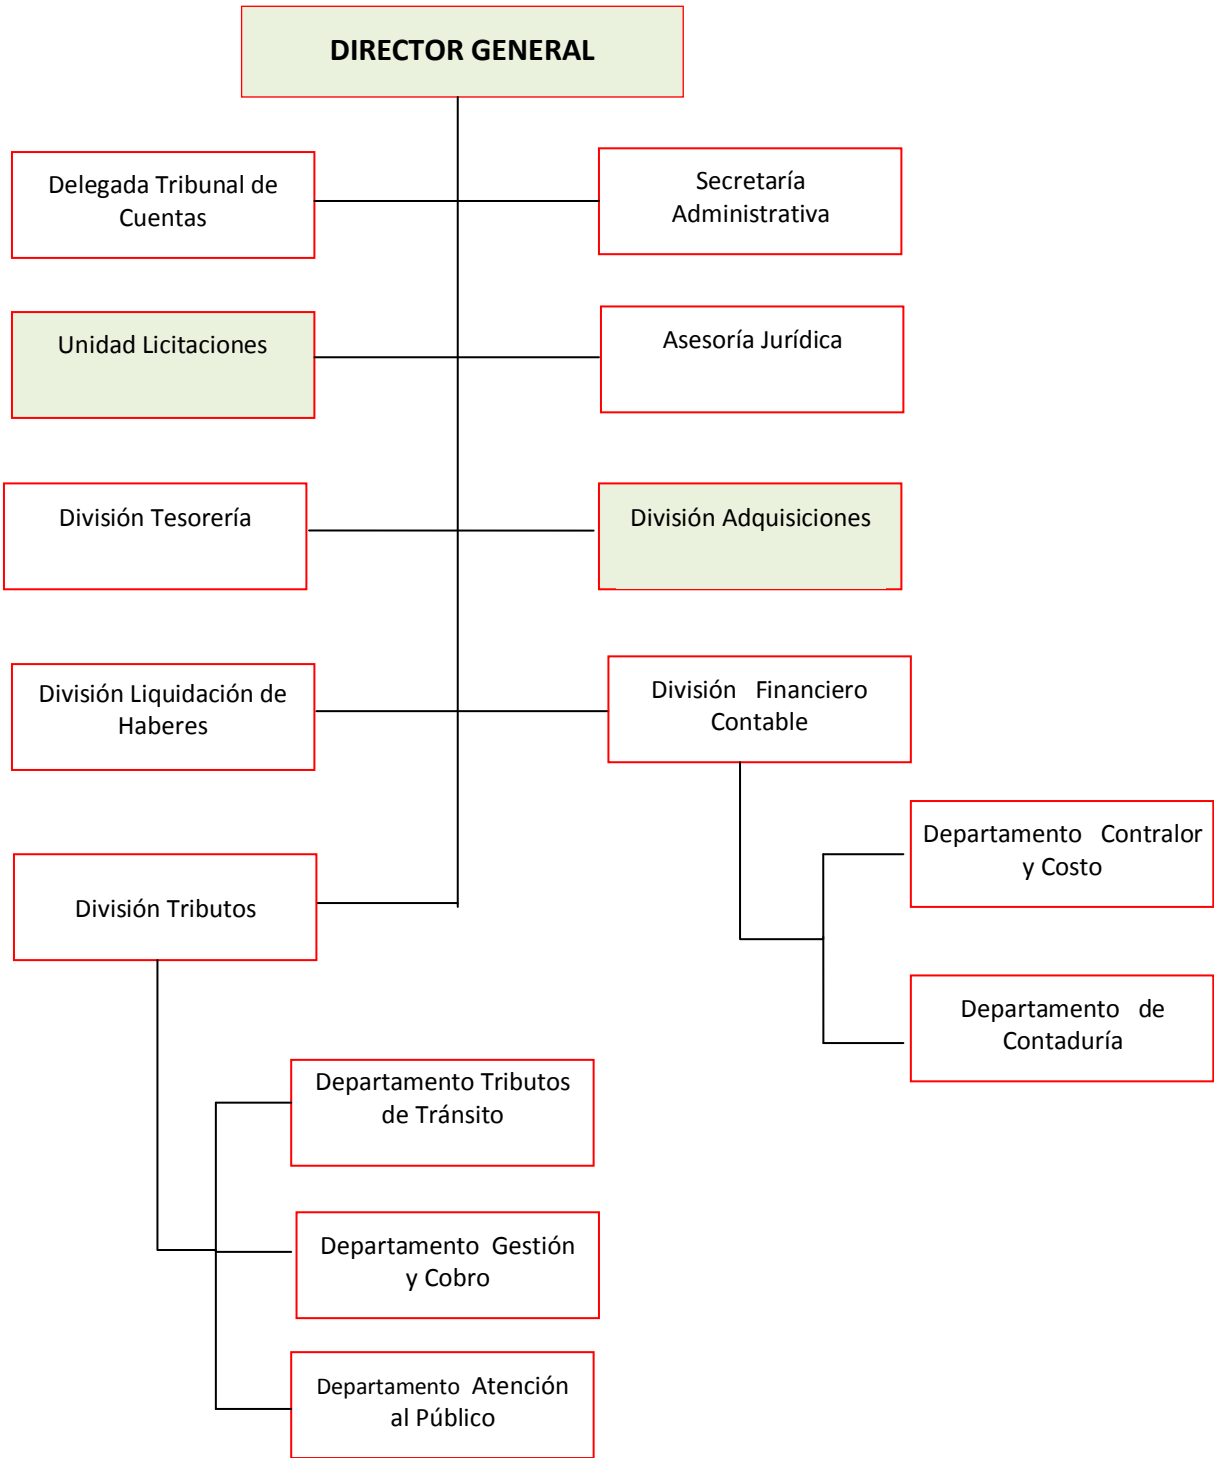 DIRECTOR GENERAL
Delegada Tribunal de
Cuentas
Secretaría
Administrativa
Unidad Licitaciones
Asesoría Jurídica
División Tesorería
División Adquisiciones
División Liquidación de
Haberes
División Financiero
Contable
Departamento Contralor
y Costo
División Tributos
Departamento de
Contaduría
Departamento Tributos
de Tránsito
Departamento Gestión
y Cobro
Departamento Atención
al Público